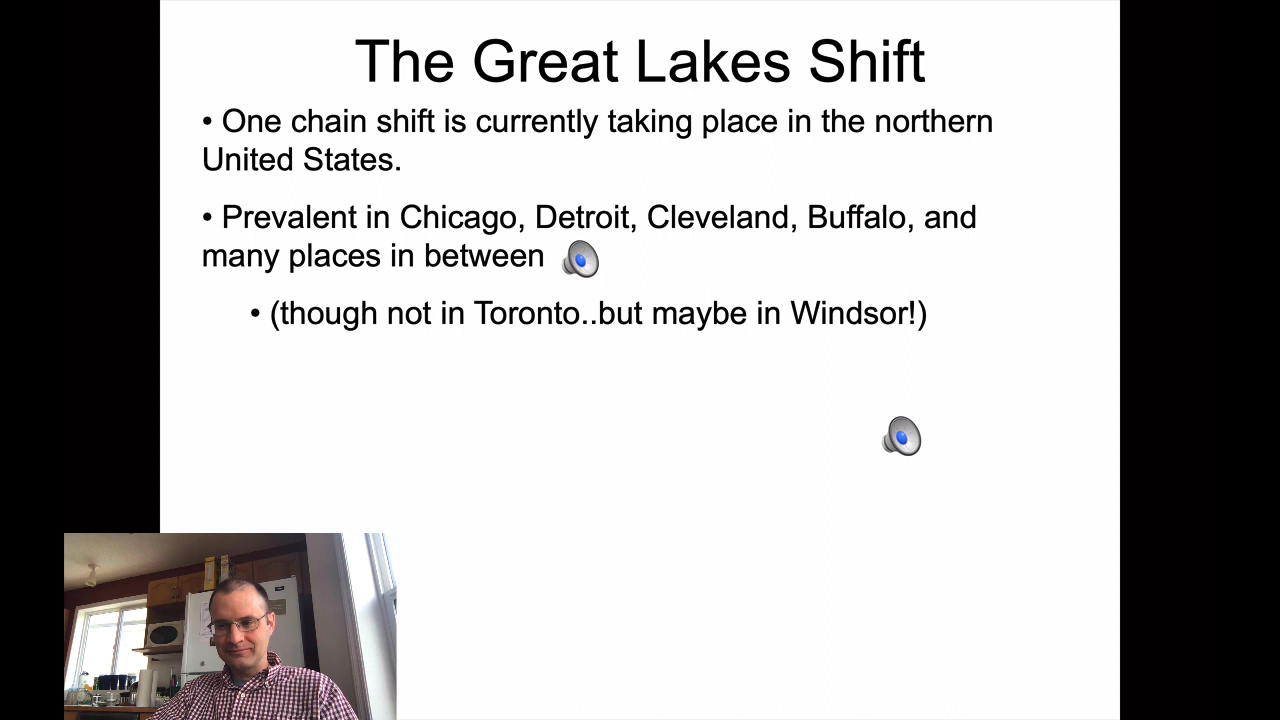 The Great Lakes Shift
• One chain shift is currently taking place in the northern
United States.
• Prevalent in Chicago, Detroit, Cleveland, Buffalo, and
many places in between
• (though not in Toronto..but maybe in Windsor!)